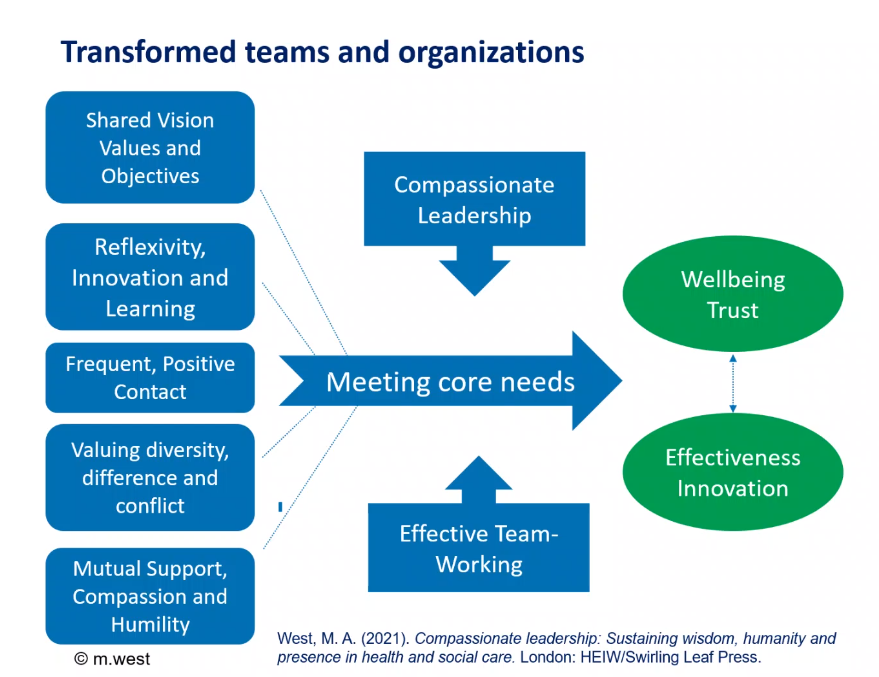 Transformed teams and organizations
Shared Vision
Values and
Objectives
Reflexivity,
Innovation and
Learning
Frequent, Positive
Contact
Valuing diversity,
difference and
conflict
Mutual Support,
Compassion and
Humility
Compassionate
Leadership
Meeting core needs
Effective Team-
Working
Wellbeing
Trust
Effectiveness
Innovation
West, M. A. (2021). Compassionate leadership: Sustaining wisdom, humanity and
presence in health and social care. London: HEIW/Swirling Leaf Press.
© m.west